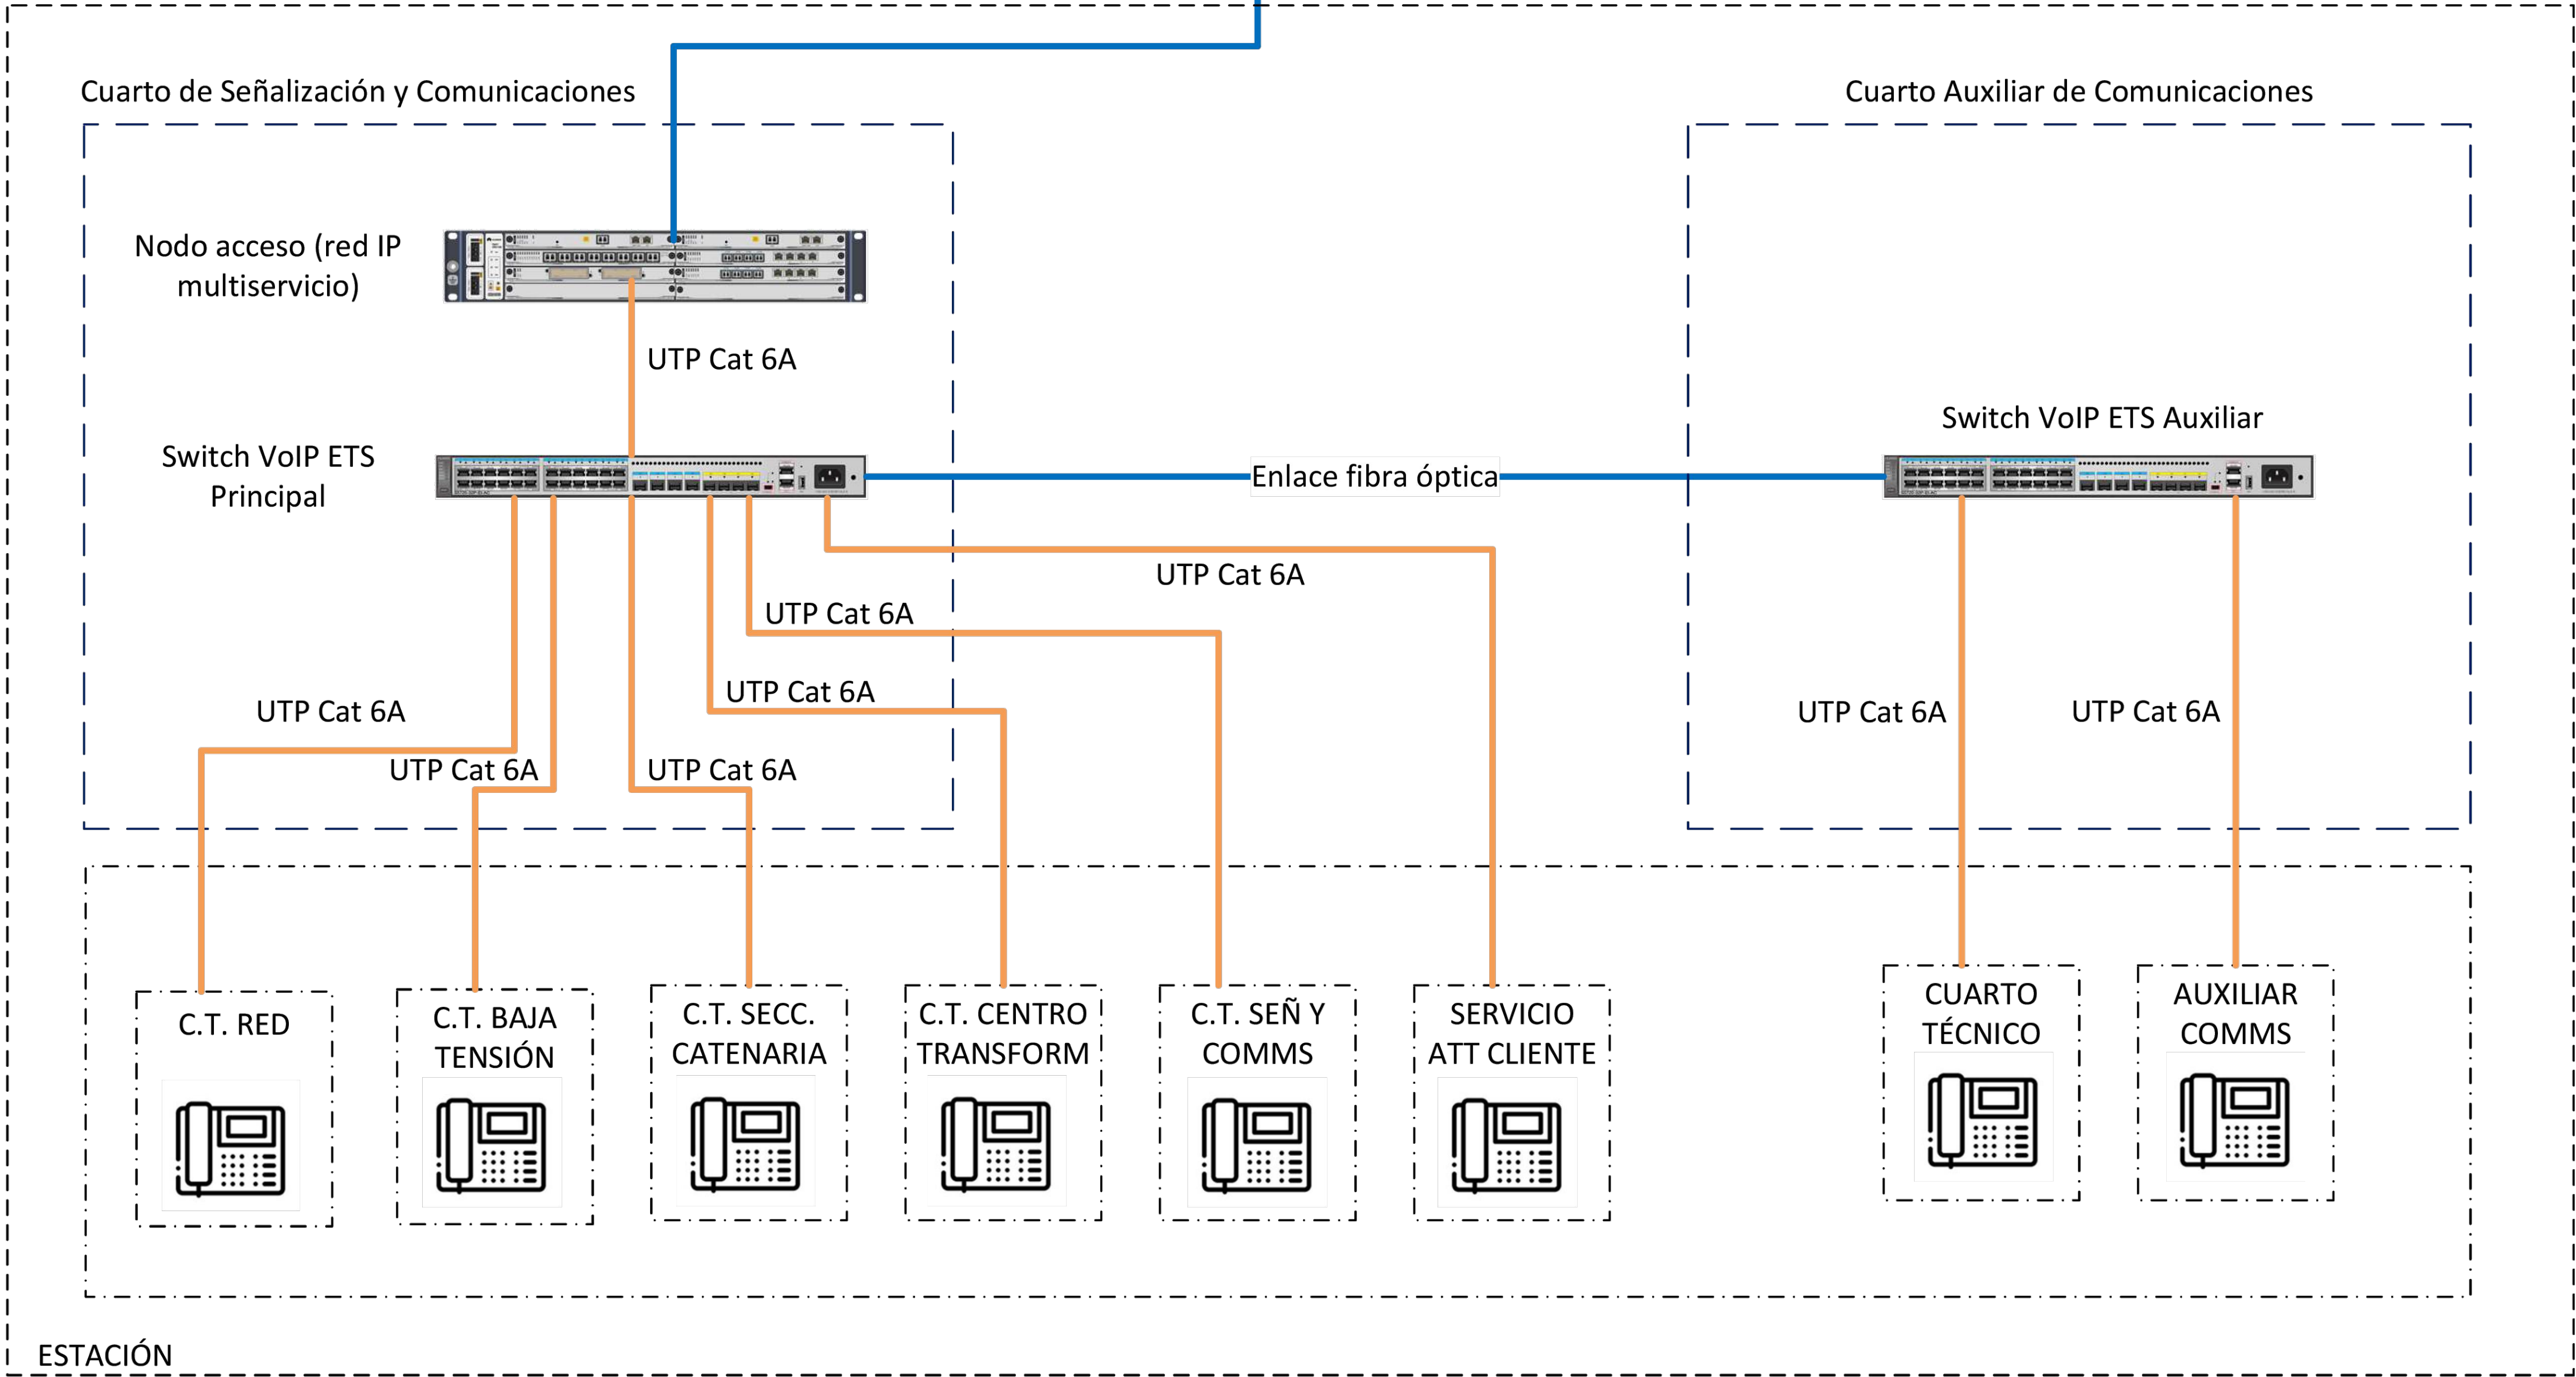 Cuarto de Señalización y Comunicaciones
Cuarto Auxiliar de Comunicaciones
Nodo acceso (red IP
multiservicio)
UTP Cat 6A
Switch VoIP ETS Auxiliar
Switch VoIP ETS
Principal
Enlace fibra óptica
UTP Cat 6A
UTP Cat 6A
UTP Cat 6A
UTP Cat 6A
UTP Cat 6A
UTP Cat 6A
UTP Cat 6A
UTP Cat 6A
C.T. RED
C.T. BAJA
TENSIÓN
C.T. SECC.
CATENARIA
C.T. CENTRO
TRANSFORM
C.T. SEÑ Y
COMMS
SERVICIO
ATT CLIENTE
CUARTO
TÉCNICO
AUXILIAR
COMMS
ESTACIÓN